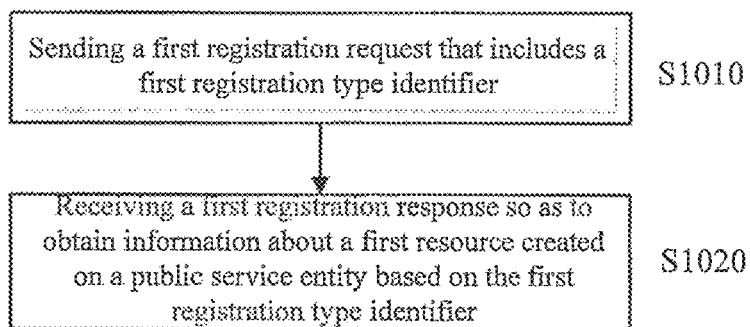 Sending a first registration request that includes a
first registration type identifier
S1010
Receiving a first registration response so as to
obtain information about a first resource created
on a public service entity based on the first
registration type identifier
S1020